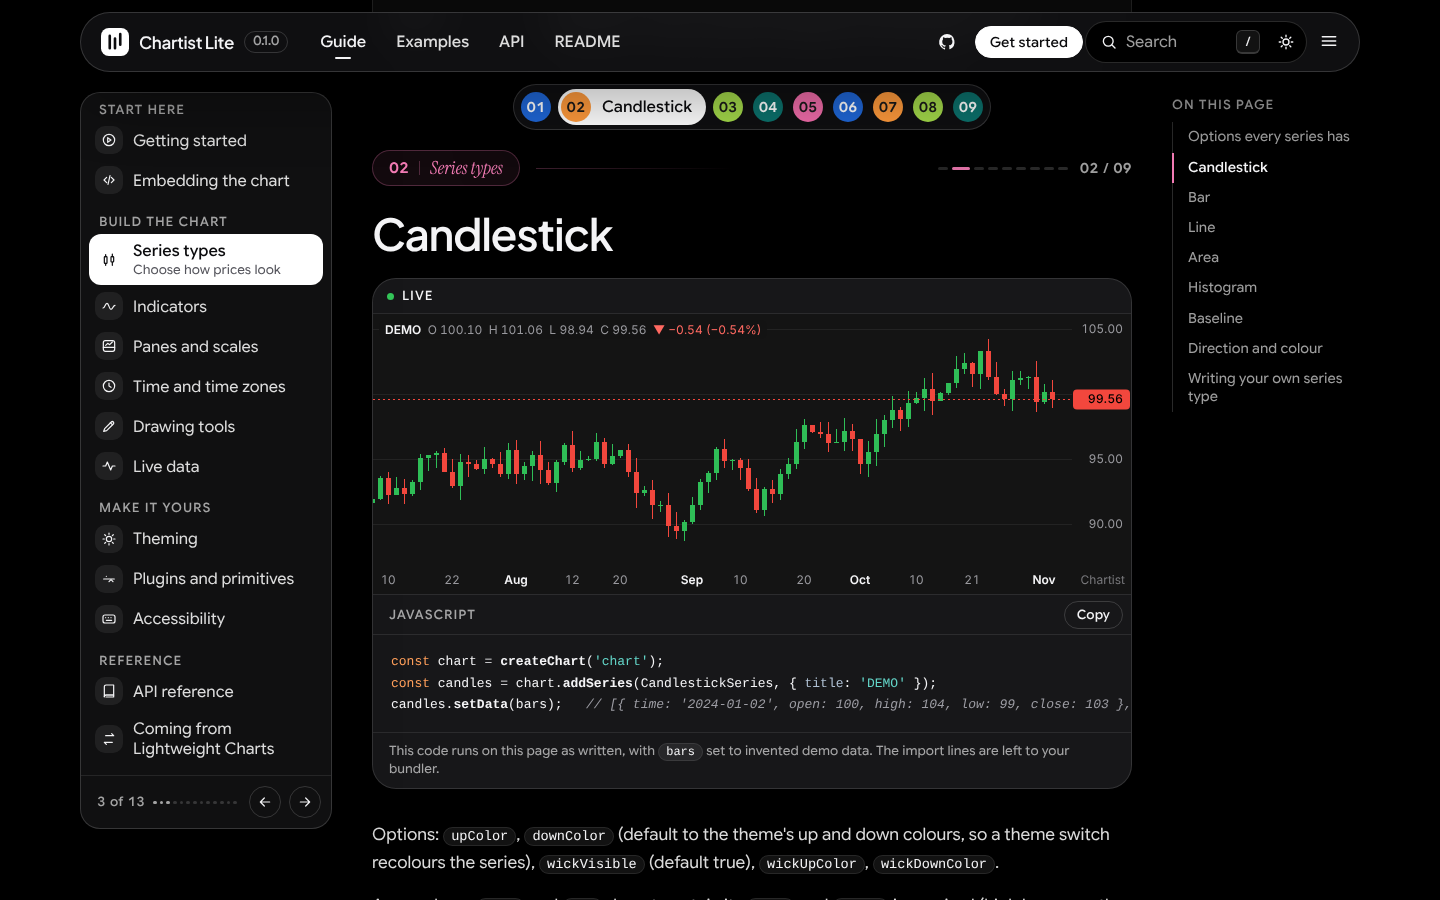 Chartist Lite 0.1.0 Guide Examples API README Get started Search /
START HERE
Getting started
Embedding the chart
BUILD THE CHART
Series types
Choose how prices look
Indicators
Panes and scales
Time and time zones
Drawing tools
Live data
MAKE IT YOURS
Theming
Plugins and primitives
Accessibility
REFERENCE
API reference
Coming from
Lightweight Charts
3 of 13
01 02 Candlestick 03 04 05 06 07 08 09
02 Series types 02 / 09
Candlestick
LIVE
DEMO O 100.10 H 101.06 L 98.94 C 99.56 ▼ −0.54 (−0.54%)
105.00
99.56
95.00
90.00
10 22 Aug 12 20 Sep 10 20 Oct 10 21 Nov Chartist
JAVASCRIPT Copy
const chart = createChart('chart');
const candles = chart.addSeries(CandlestickSeries, { title: 'DEMO' });
candles.setData(bars); // [{ time: '2024-01-02', open: 100, high: 104, low: 99, close: 103 },
This code runs on this page as written, with bars set to invented demo data. The import lines are left to your
bundler.
Options: upColor, downColor (default to the theme's up and down colours, so a theme switch
recolours the series), wickVisible (default true), wickUpColor, wickDownColor.
ON THIS PAGE
Options every series has
Candlestick
Bar
Line
Area
Histogram
Baseline
Direction and colour
Writing your own series
type